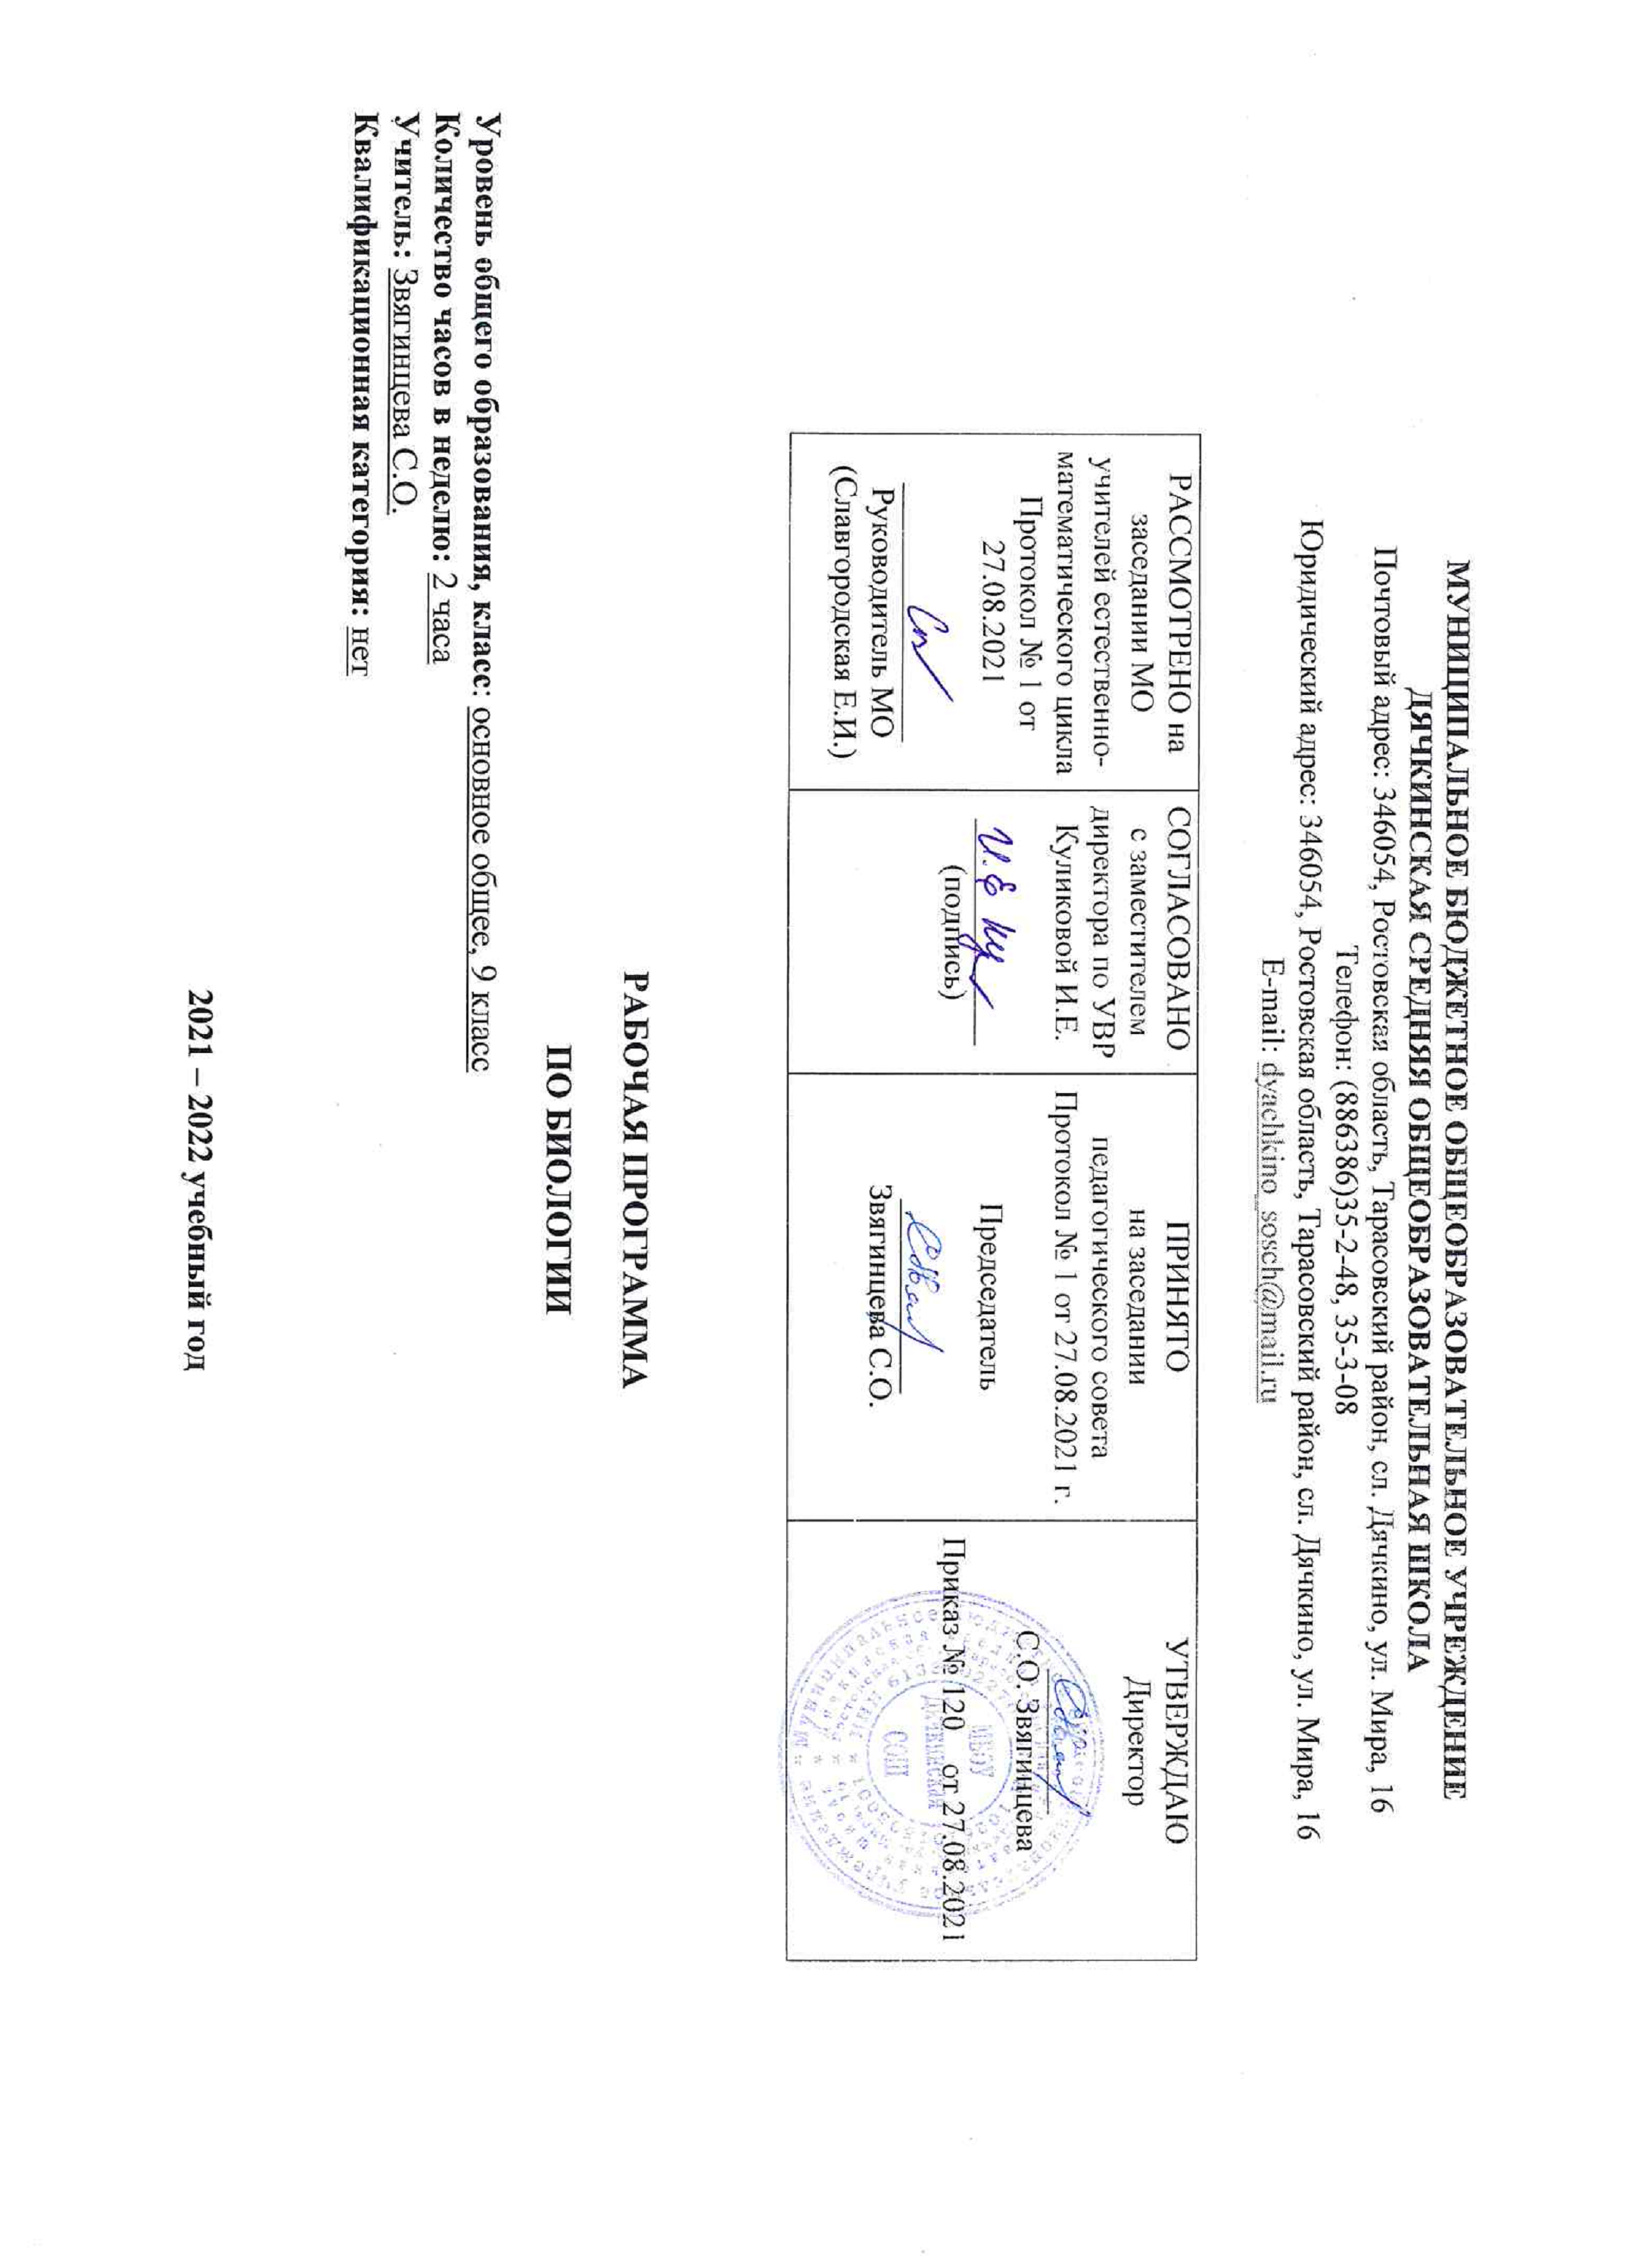 МУНИЦИПАЛЬНОЕ БЮДЖЕТНОЕ ОБЩЕОБРАЗОВАТЕЛЬНОЕ УЧРЕЖДЕНИЕ
ДЯЧКИНСКАЯ СРЕДНЯЯ ОБЩЕОБРАЗОВАТЕЛЬНАЯ ШКОЛА
Почтовый адрес: 346054, Ростовская область, Тарасовский район, сл. Дячкино, ул. Мира, 16
Телефон: (886386)35-2-48, 35-3-08
Юридический адрес: 346054, Ростовская область, Тарасовский район, сл. Дячкино, ул. Мира, 16
E-mail: dyachkino_sosch@mail.ru
РАССМОТРЕНО на
заседании МО
учителей естественно-
математического цикла
Протокол № 1 от
27.08.2021
Руководитель МО
(Славгородская Е.И.)
СОГЛАСОВАНО
с заместителем
директора по УВР
Куликовой И.Е.
(подпись)
ПРИНЯТО
на заседании
педагогического совета
Протокол № 1 от 27.08.2021 г.
Председатель
Звягинцева С.О.
УТВЕРЖДАЮ
Директор
С.О. Звягинцева
Приказ № 120 от 27.08.2021
МБОУ
ДЯЧКИНСКАЯ
СОШ
РАБОЧАЯ ПРОГРАММА
ПО БИОЛОГИИ
Уровень общего образования, класс: основное общее, 9 класс
Количество часов в неделю: 2 часа
Учитель: Звягинцева С.О.
Квалификационная категория: нет
2021 – 2022 учебный год